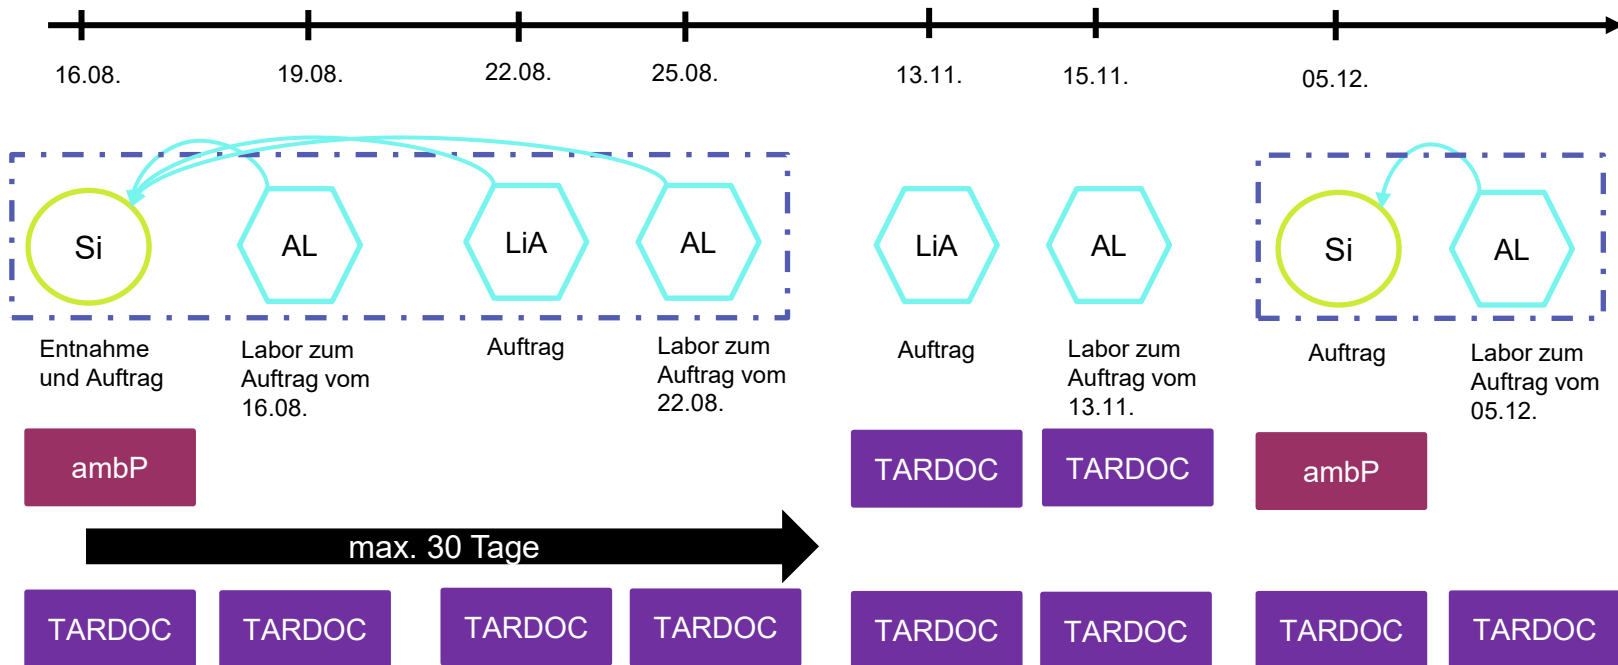 16.08.
19.08.
22.08.
25.08.
13.11.
15.11.
05.12.
Si
AL
LiA
AL
LiA
AL
Si
AL
Entnahme
und Auftrag
Labor zum
Auftrag vom
16.08.
Auftrag
Labor zum
Auftrag vom
22.08.
Auftrag
Labor zum
Auftrag vom
13.11.
Auftrag
Labor zum
Auftrag vom
05.12.
ambP
TARDOC
TARDOC
ambP
max. 30 Tage
TARDOC
TARDOC
TARDOC
TARDOC
TARDOC
TARDOC
TARDOC
TARDOC